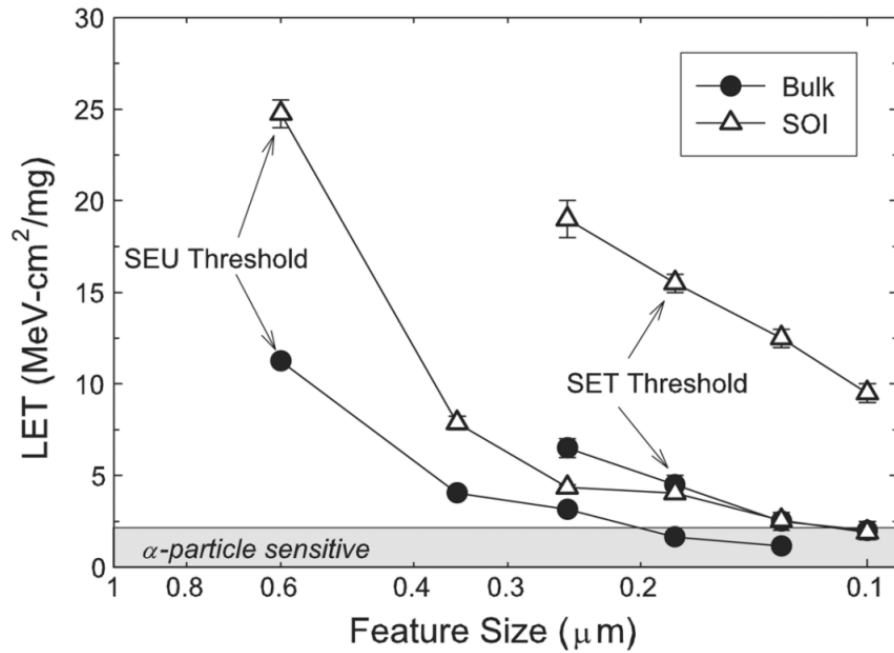 30
25
20
15
10
5
0
LET (MeV-cm²/mg)
Bulk
SOI
SEU Threshold
SET Threshold
α-particle sensitive
1 0.8 0.6 0.4 0.3 0.2 0.1
Feature Size (μm)